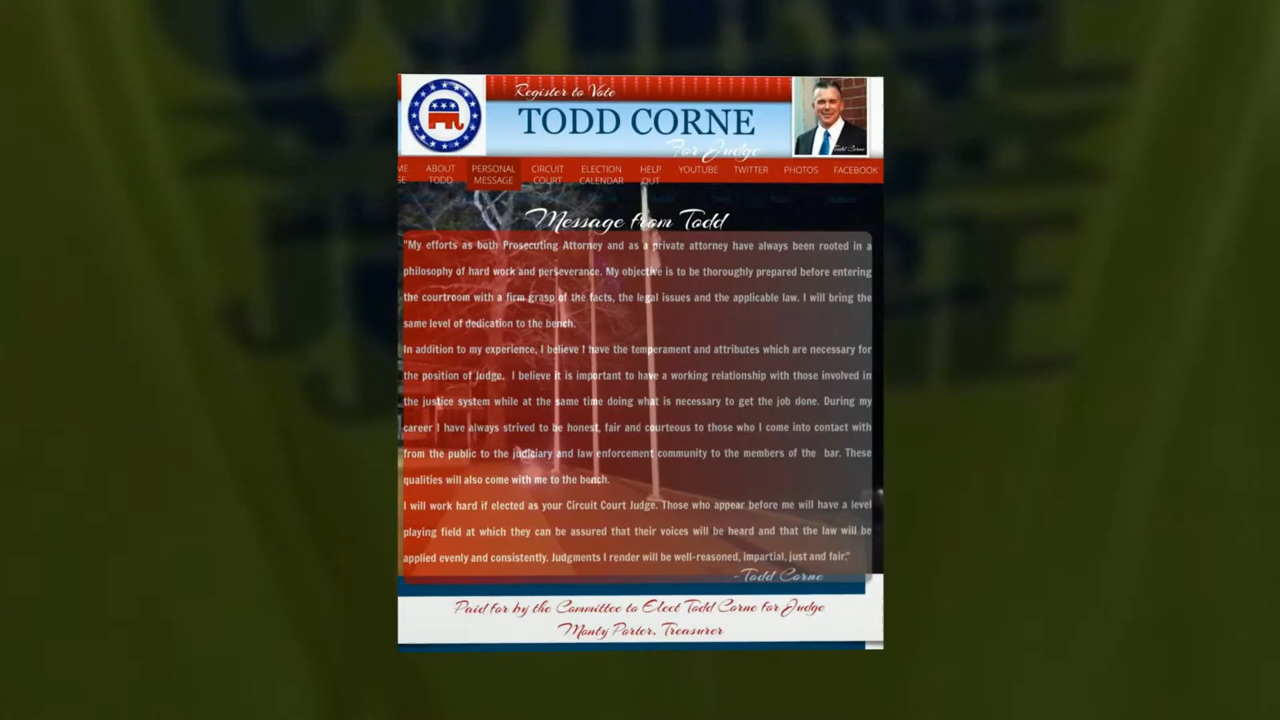 Register to Vote
TODD CORNE
For Judge
Todd Corne
ME ABOUT PERSONAL CIRCUIT ELECTION HELP YOUTUBE TWITTER PHOTOS FACEBOOK
GE TODD MESSAGE COURT CALENDAR OUT
Message from Todd
"My efforts as both Prosecuting Attorney and as a private attorney have always been rooted in a
philosophy of hard work and perseverance. My objective is to be thoroughly prepared before entering
the courtroom with a firm grasp of the facts, the legal issues and the applicable law. I will bring the
same level of dedication to the bench.
In addition to my experience, I believe I have the temperament and attributes which are necessary for
the position of Judge. I believe it is important to have a working relationship with those involved in
the justice system while at the same time doing what is necessary to get the job done. During my
career I have always strived to be honest, fair and courteous to those who I come into contact with
from the public to the judiciary and law enforcement community to the members of the bar. These
qualities will also come with me to the bench.
I will work hard if elected as your Circuit Court Judge. Those who appear before me will have a level
playing field at which they can be assured that their voices will be heard and that the law will be
applied evenly and consistently. Judgments I render will be well-reasoned, impartial, just and fair."
-Todd Corne
Paid for by the Committee to Elect Todd Corne for Judge
Monty Porter, Treasurer